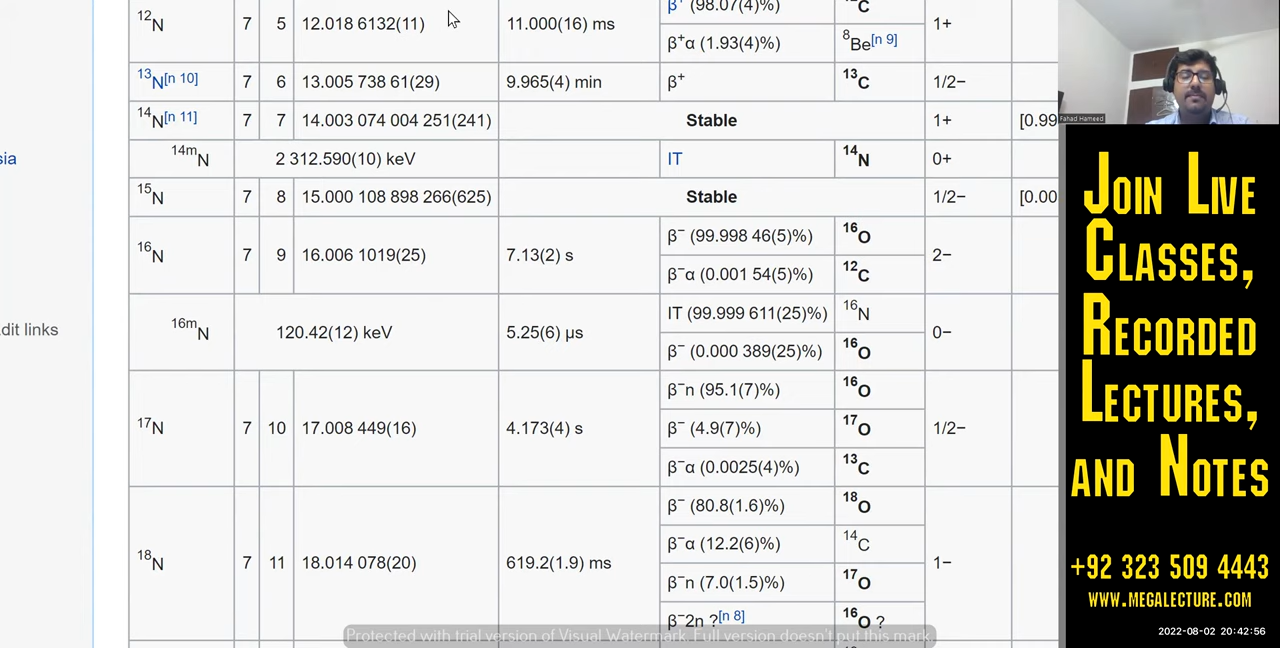 β⁺ (98.07(4)%)
¹²N 7 5 12.018 6132(11) 11.000(16) ms 1+
β⁺α (1.93(4)%) ⁸Be[n 9]
¹³N[n 10] 7 6 13.005 738 61(29) 9.965(4) min β⁺ ¹³C 1/2−
¹⁴N[n 11] 7 7 14.003 074 004 251(241) Stable 1+ [0.99
¹⁴ᵐN 2 312.590(10) keV IT ¹⁴N 0+
¹⁵N 7 8 15.000 108 898 266(625) Stable 1/2− [0.00
β⁻ (99.998 46(5)%) ¹⁶O
¹⁶N 7 9 16.006 1019(25) 7.13(2) s 2−
β⁻α (0.001 54(5)%) ¹²C
IT (99.999 611(25)%) ¹⁶N
¹⁶ᵐN 120.42(12) keV 5.25(6) μs 0−
β⁻ (0.000 389(25)%) ¹⁶O
β⁻n (95.1(7)%) ¹⁶O
¹⁷N 7 10 17.008 449(16) 4.173(4) s β⁻ (4.9(7)%) ¹⁷O 1/2−
β⁻α (0.0025(4)%) ¹³C
β⁻ (80.8(1.6)%) ¹⁸O
β⁻α (12.2(6)%) ¹⁴C
¹⁸N 7 11 18.014 078(20) 619.2(1.9) ms 1−
β⁻n (7.0(1.5)%) ¹⁷O
β⁻2n ?[n 8] ¹⁶O ?
sia
dit links
Protected with trial version of Visual Watermark. Full version doesn't put this mark.
Fahad Hameed
Join Live
Classes,
Recorded
Lectures,
and Notes
+92 323 509 4443
www.megalecture.com
2022-08-02 20:42:56